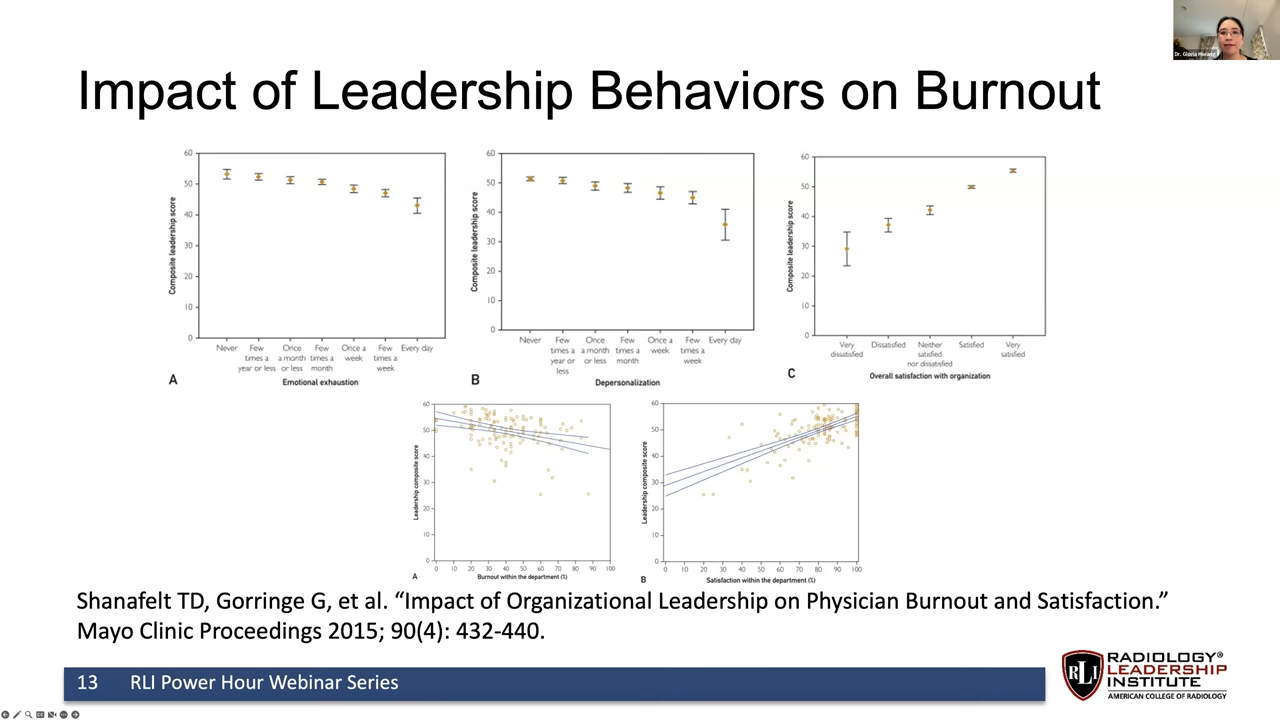 Dr. Gloria Hwang
Impact of Leadership Behaviors on Burnout
60
50
40
30
20
10
0
Composite leadership score
Never
Few
times a
year or less
Once
a month
or less
Few
times a
month
Once a
week
Few
times a
week
Every day
A
Emotional exhaustion
60
50
40
30
20
10
0
Composite leadership score
Never
Few
times a
year or
less
Once
a month
or less
Few
times a
month
Once a
week
Few
times a
week
Every day
B
Depersonalization
60
50
40
30
20
10
0
Composite leadership score
Very
dissatisfied
Dissatisfied
Neither
satisfied
nor dissatisfied
Satisfied
Very
satisfied
C
Overall satisfaction with organization
60
50
40
30
20
10
0
Leadership composite score
0 10 20 30 40 50 60 70 80 90 100
A
Burnout within the department (%)
60
50
40
30
20
10
0
Leadership composite score
0 10 20 30 40 50 60 70 80 90 100
B
Satisfaction within the department (%)
Shanafelt TD, Gorringe G, et al. “Impact of Organizational Leadership on Physician Burnout and Satisfaction.”
Mayo Clinic Proceedings 2015; 90(4): 432-440.
13 RLI Power Hour Webinar Series
RLI
RADIOLOGY®
LEADERSHIP
INSTITUTE
AMERICAN COLLEGE OF RADIOLOGY